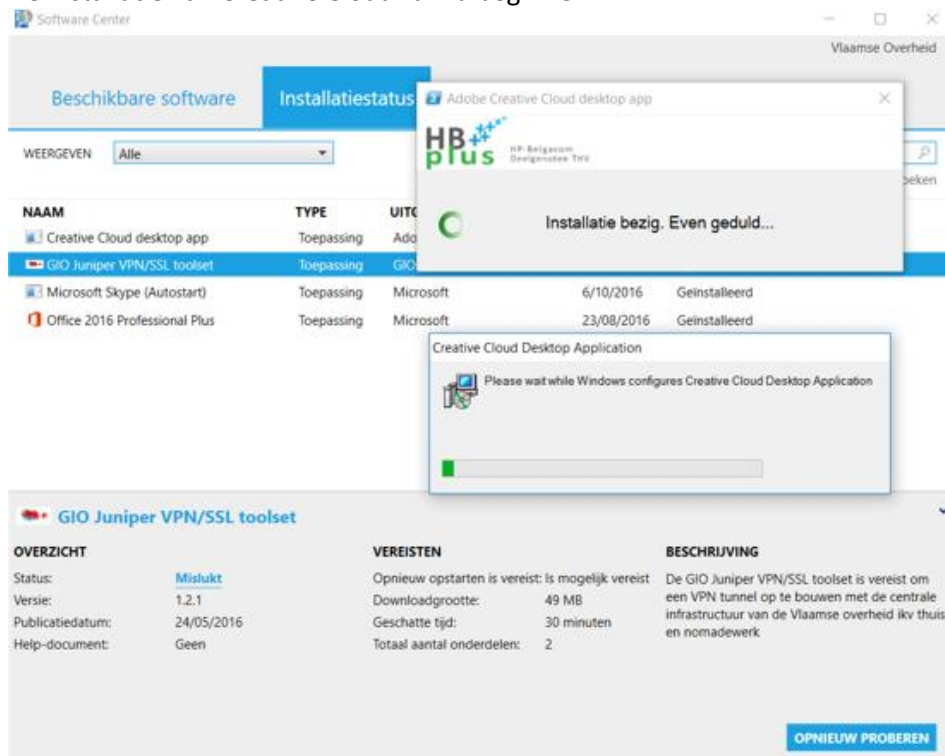 Software Center
Vlaamse Overheid
Beschikbare software
Installatiestatus
Adobe Creative Cloud desktop app
HB plus
HP-Belgacom
Deelgenoten THV
Installatie bezig. Even geduld...
WEERGEVEN Alle
NAAM TYPE
Creative Cloud desktop app Toepassing Ado
GIO Juniper VPN/SSL toolset Toepassing GIO
Microsoft Skype (Autostart) Toepassing Microsoft 6/10/2016 Geïnstalleerd
Office 2016 Professional Plus Toepassing Microsoft 23/08/2016 Geïnstalleerd
Creative Cloud Desktop Application
Please wait while Windows configures Creative Cloud Desktop Application
GIO Juniper VPN/SSL toolset
OVERZICHT
Status: Mislukt
Versie: 1.2.1
Publicatiedatum: 24/05/2016
Help-document: Geen
VEREISTEN
Opnieuw opstarten is vereist: Is mogelijk vereist
Downloadgrootte: 49 MB
Geschatte tijd: 30 minuten
Totaal aantal onderdelen: 2
BESCHRIJVING
De GIO Juniper VPN/SSL toolset is vereist om
een VPN tunnel op te bouwen met de centrale
infrastructuur van de Vlaamse overheid ikv thuis
en nomadewerk
OPNIEUW PROBEREN